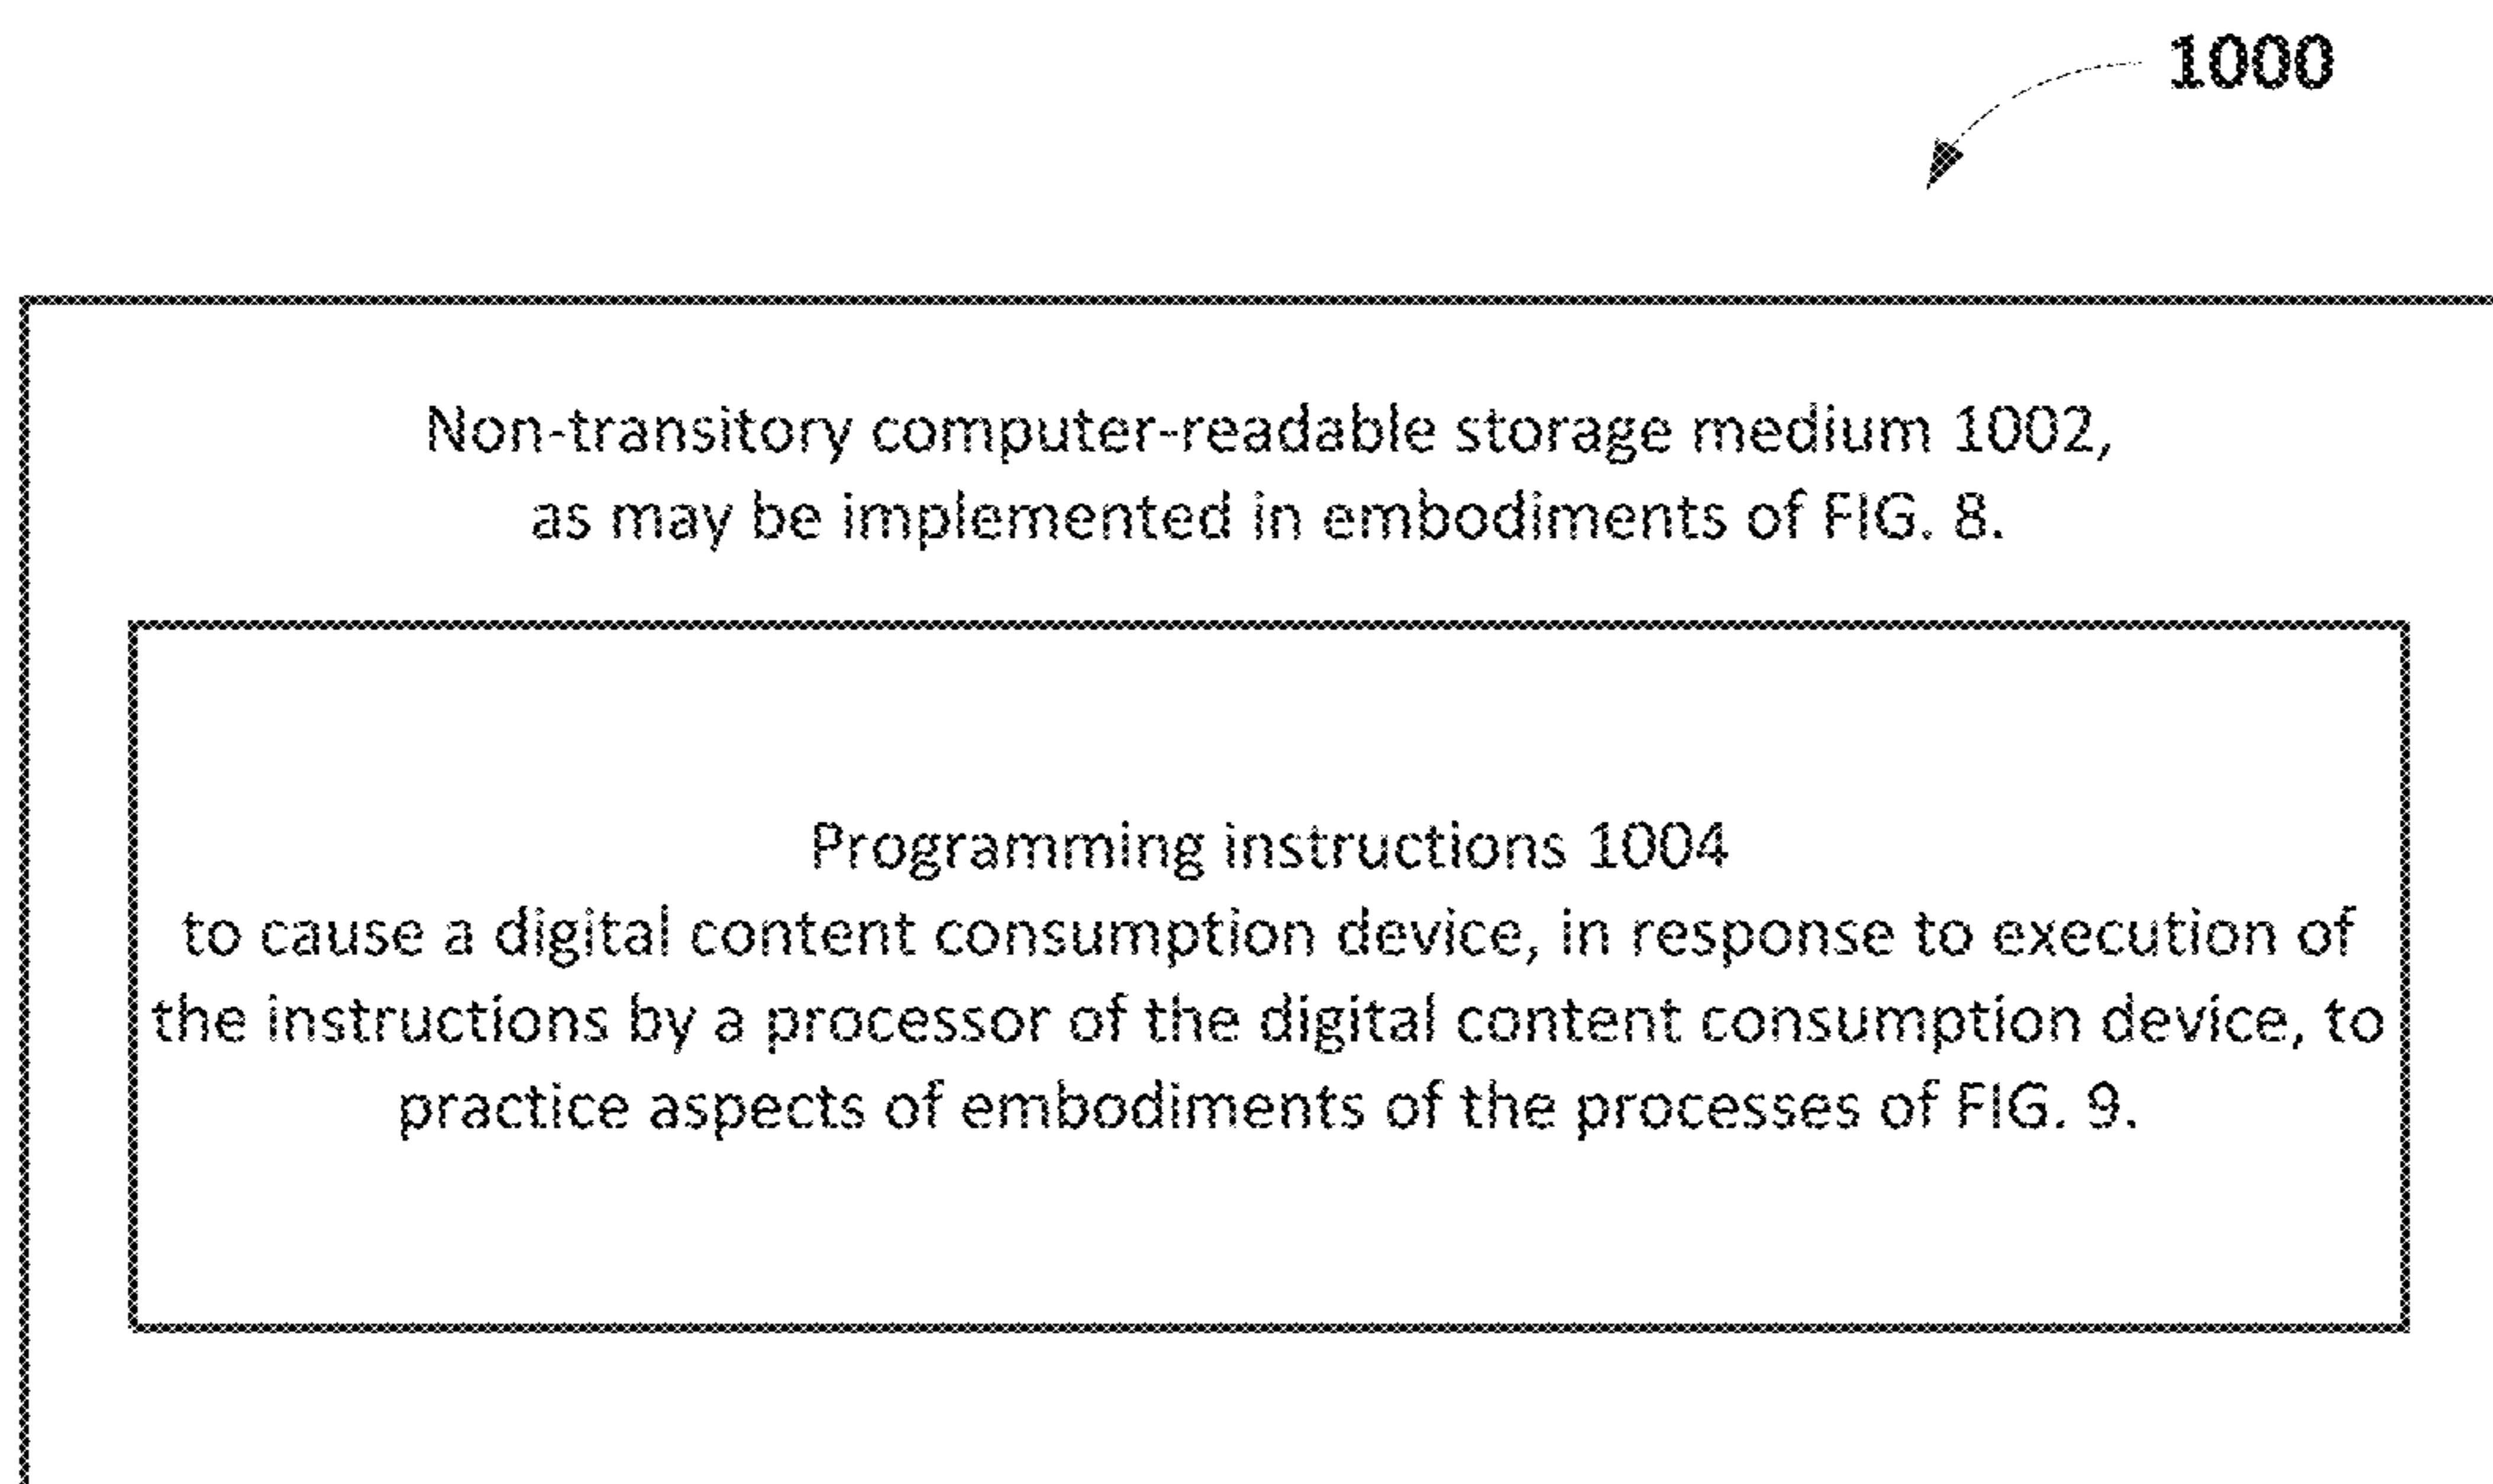 1000
Non-transitory computer-readable storage medium 1002,
as may be implemented in embodiments of FIG. 8.
Programming instructions 1004
to cause a digital content consumption device, in response to execution of
the instructions by a processor of the digital content consumption device, to
practice aspects of embodiments of the processes of FIG. 9.